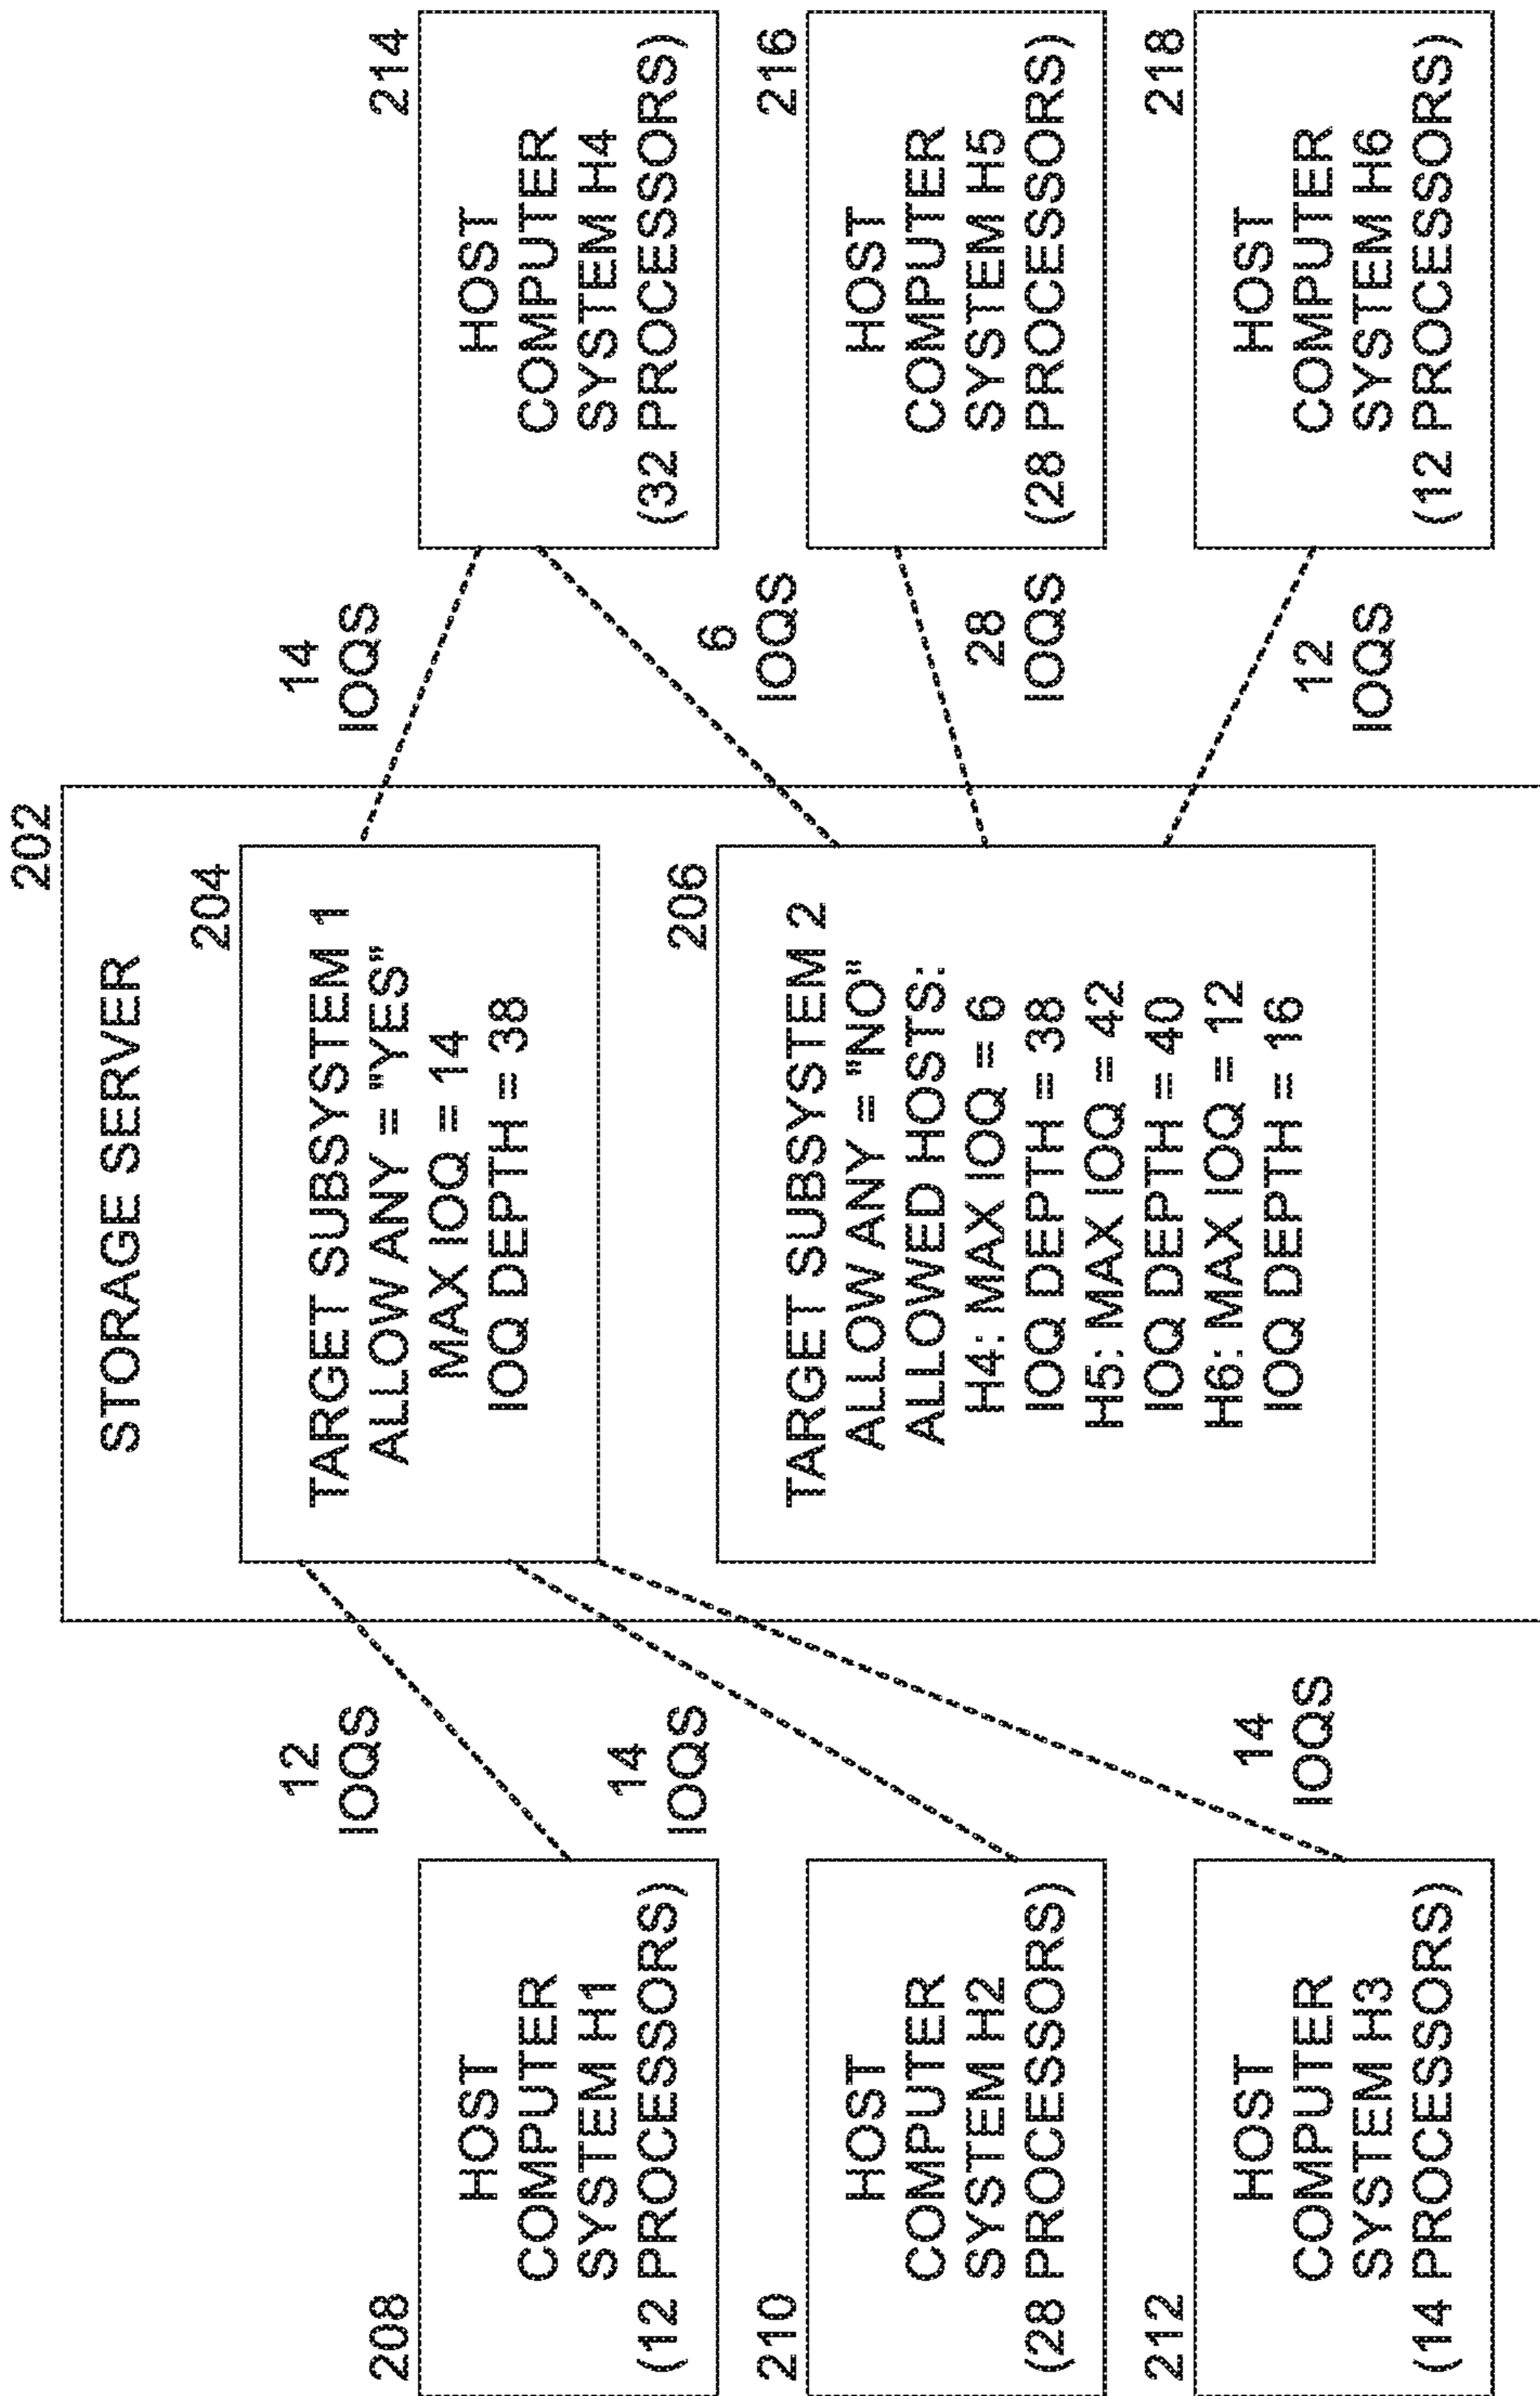 202
STORAGE SERVER
204
TARGET SUBSYSTEM 1
ALLOW ANY = "YES"
MAX IOQ = 14
IOQ DEPTH = 38
206
TARGET SUBSYSTEM 2
ALLOW ANY = "NO"
ALLOWED HOSTS:
H4: MAX IOQ = 6
IOQ DEPTH = 38
H5: MAX IOQ = 42
IOQ DEPTH = 40
H6: MAX IOQ = 12
IOQ DEPTH = 16
208
HOST
COMPUTER
SYSTEM H1
(12 PROCESSORS)
12
IOQS
210
HOST
COMPUTER
SYSTEM H2
(28 PROCESSORS)
14
IOQS
212
HOST
COMPUTER
SYSTEM H3
(14 PROCESSORS)
14
IOQS
214
HOST
COMPUTER
SYSTEM H4
(32 PROCESSORS)
14
IOQS
6
IOQS
216
HOST
COMPUTER
SYSTEM H5
(28 PROCESSORS)
28
IOQS
218
HOST
COMPUTER
SYSTEM H6
(12 PROCESSORS)
12
IOQS